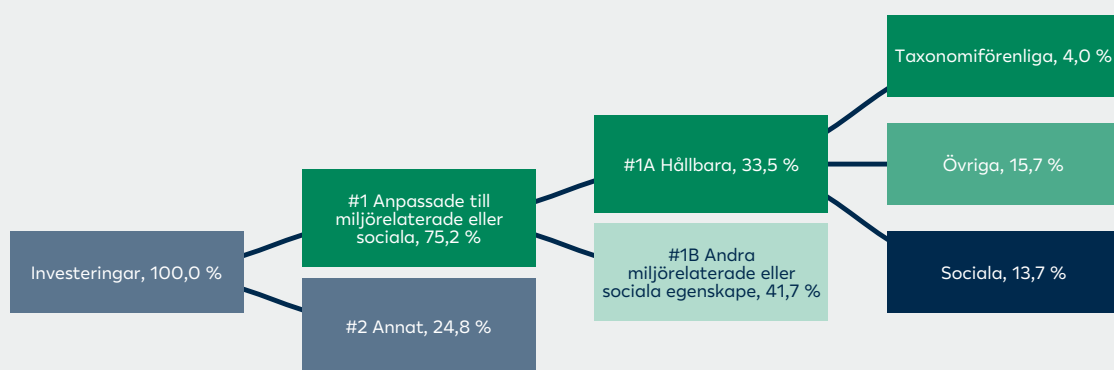 Investeringar, 100,0 %
#1 Anpassade till
miljörelaterade eller
sociala, 75,2 %
#2 Annat, 24,8 %
#1A Hållbara, 33,5 %
#1B Andra
miljörelaterade eller
sociala egenskape, 41,7 %
Taxonomiförenliga, 4,0 %
Övriga, 15,7 %
Sociala, 13,7 %